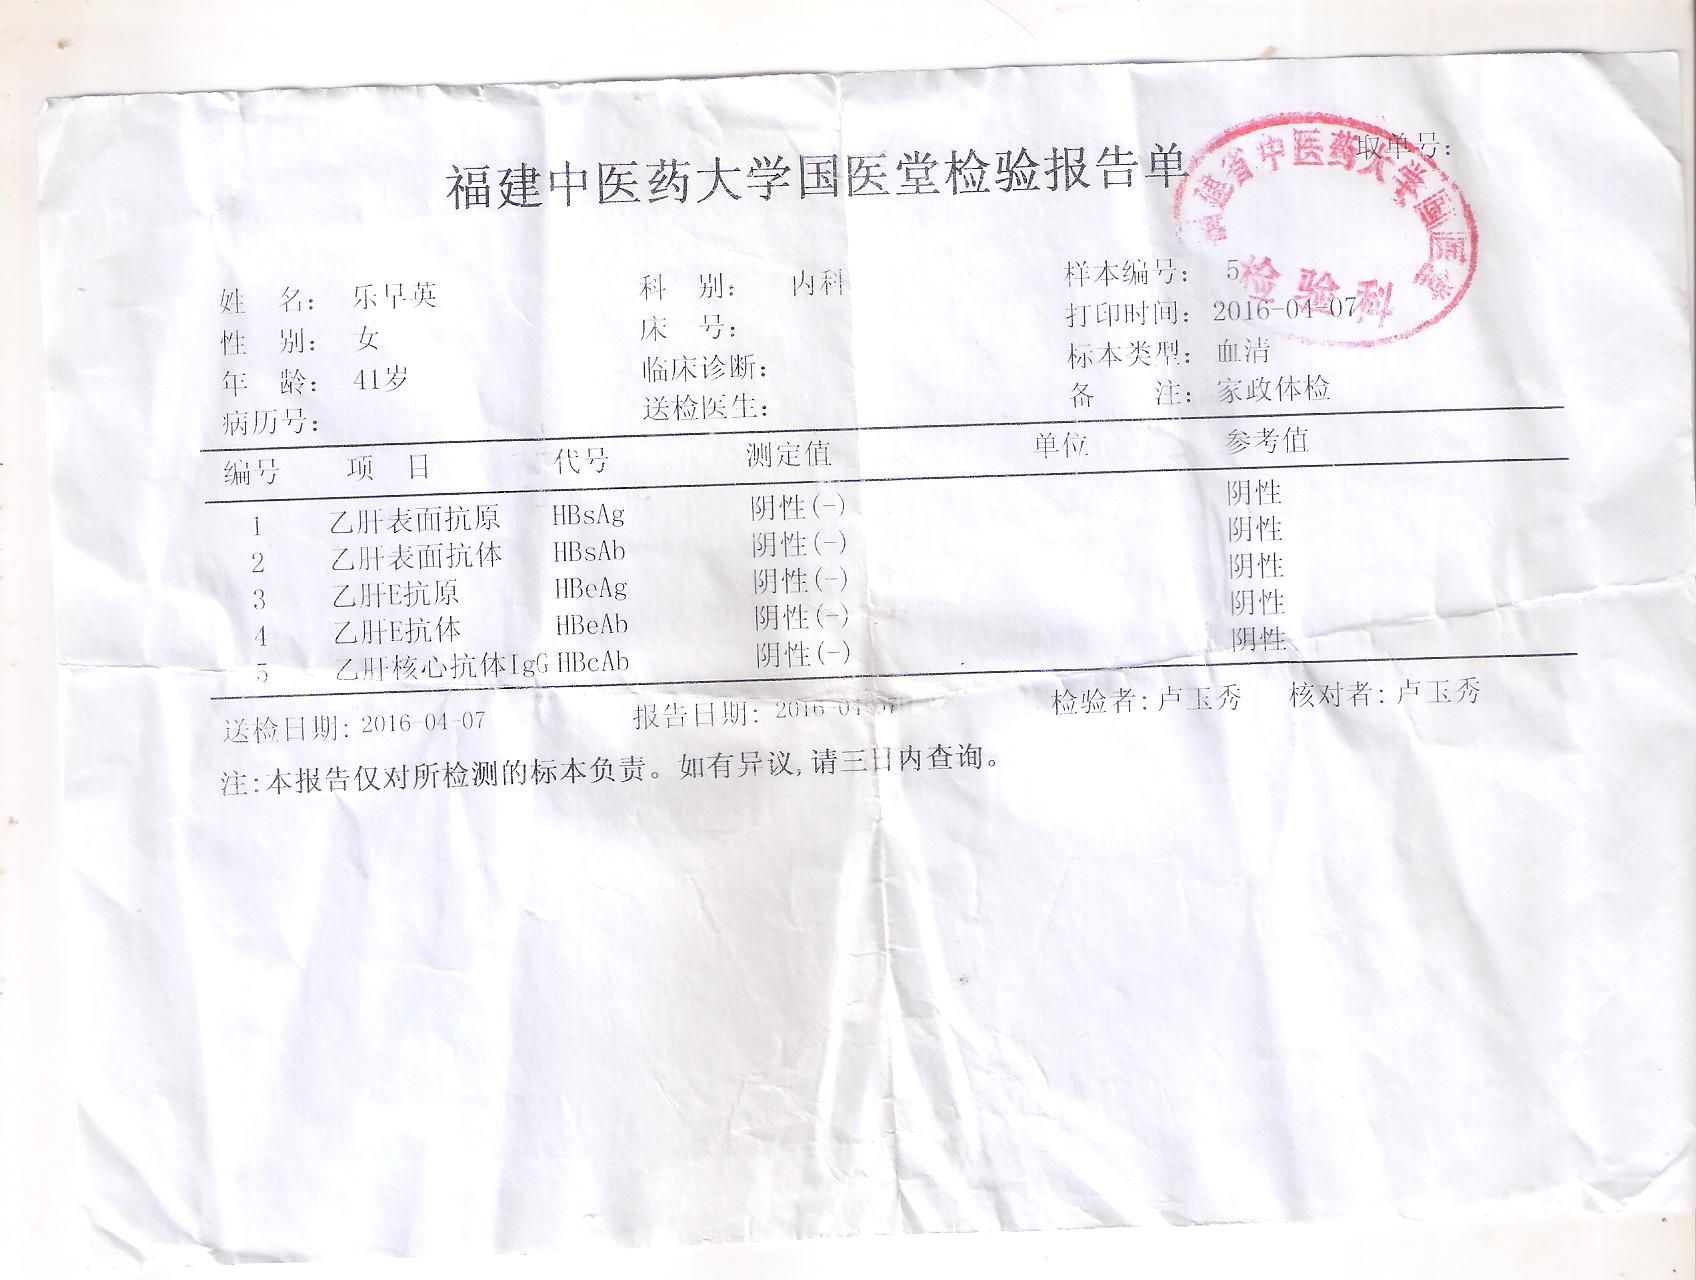 福建中医药大学国医堂检验报告单
取单号:
福建省中医药大学国医堂
检验科
姓 名: 乐早英 科 别: 内科 样本编号: 5
性 别: 女 床 号: 打印时间: 2016-04-07
年 龄: 41岁 临床诊断: 标本类型: 血清
病历号: 送检医生: 备 注: 家政体检
编号 项 目 代号 测定值 单位 参考值
1 乙肝表面抗原 HBsAg 阴性(-) 阴性
2 乙肝表面抗体 HBsAb 阴性(-) 阴性
3 乙肝E抗原 HBeAg 阴性(-) 阴性
4 乙肝E抗体 HBeAb 阴性(-) 阴性
5 乙肝核心抗体IgG HBcAb 阴性(-) 阴性
送检日期: 2016-04-07 报告日期: 2016-04-07 检验者: 卢玉秀 核对者: 卢玉秀
注:本报告仅对所检测的标本负责。如有异议,请三日内查询。